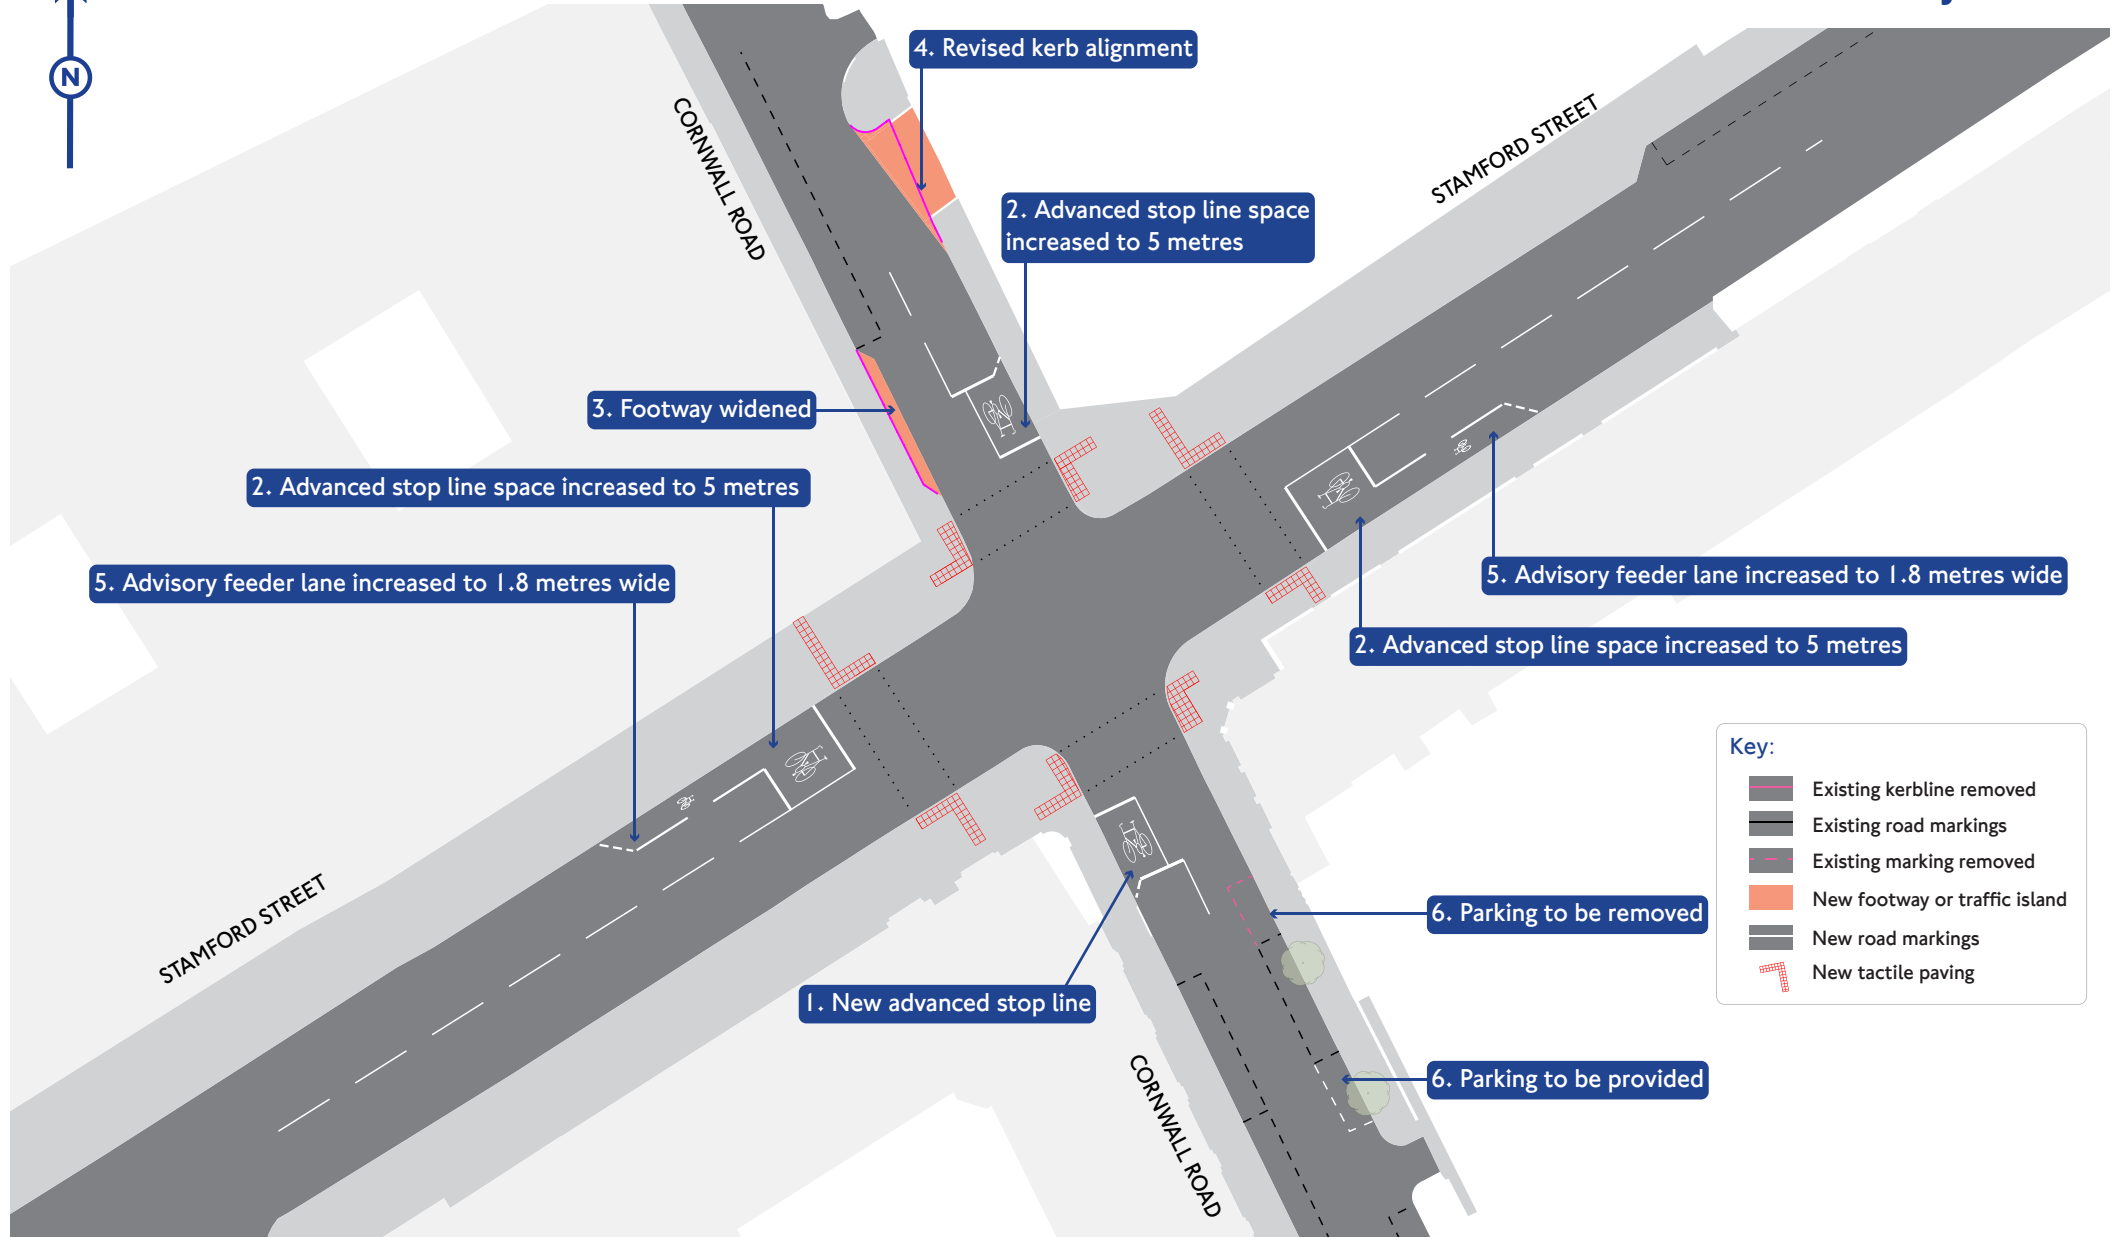 N
4. Revised kerb alignment
CORNWALL ROAD
STAMFORD STREET
2. Advanced stop line space
increased to 5 metres
3. Footway widened
2. Advanced stop line space increased to 5 metres
5. Advisory feeder lane increased to 1.8 metres wide
5. Advisory feeder lane increased to 1.8 metres wide
2. Advanced stop line space increased to 5 metres
Key:
Existing kerbline removed
Existing road markings
Existing marking removed
New footway or traffic island
New road markings
New tactile paving
STAMFORD STREET
6. Parking to be removed
1. New advanced stop line
6. Parking to be provided
CORNWALL ROAD